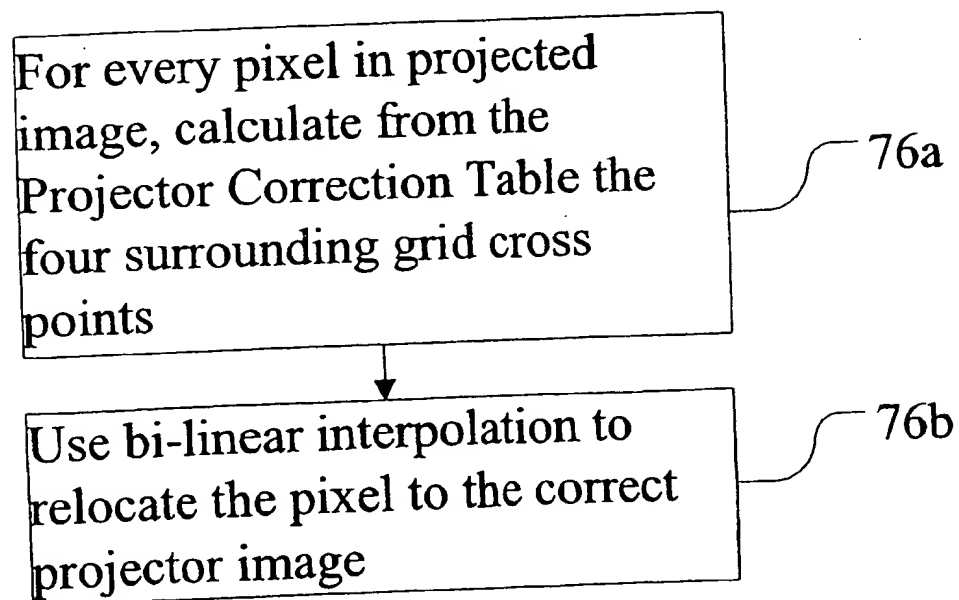 For every pixel in projected
image, calculate from the
Projector Correction Table the
four surrounding grid cross
points
76a
Use bi-linear interpolation to
relocate the pixel to the correct
projector image
76b